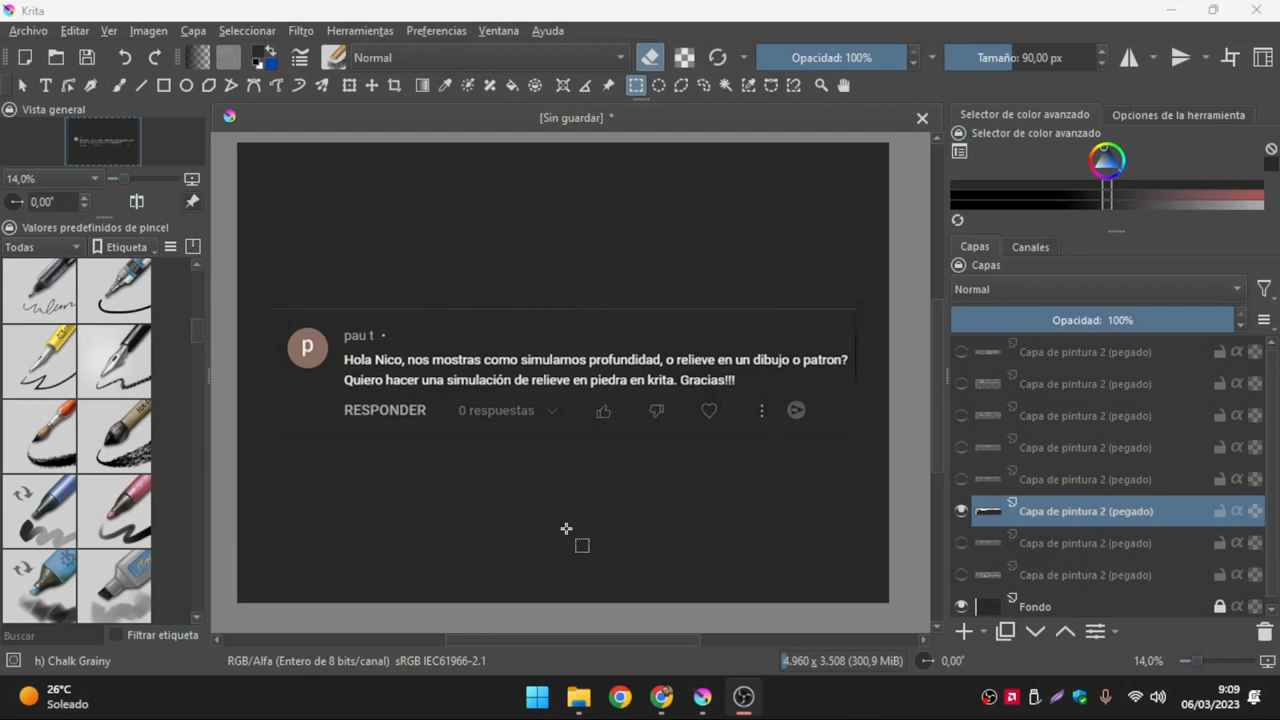 Krita
Archivo Editar Ver Imagen Capa Seleccionar Filtro Herramientas Preferencias Ventana Ayuda
Normal Opacidad: 100% Tamaño: 90,00 px
Vista general
[Sin guardar] *
Selector de color avanzado Opciones de la herramienta
Selector de color avanzado
14,0%
0,00°
Valores predefinidos de pincel
Todas Etiqueta
Capas Canales
Capas
Normal
Opacidad: 100%
pau t •
P
Hola Nico, nos mostras como simulamos profundidad, o relieve en un dibujo o patron?
Quiero hacer una simulación de relieve en piedra en krita. Gracias!!!
RESPONDER 0 respuestas
Capa de pintura 2 (pegado)
Capa de pintura 2 (pegado)
Capa de pintura 2 (pegado)
Capa de pintura 2 (pegado)
Capa de pintura 2 (pegado)
Capa de pintura 2 (pegado)
Capa de pintura 2 (pegado)
Capa de pintura 2 (pegado)
Fondo
Buscar Filtrar etiqueta
h) Chalk Grainy RGB/Alfa (Entero de 8 bits/canal) sRGB IEC61966-2.1 4.960 x 3.508 (300,9 MiB) 0,00° 14,0%
26°C
Soleado
9:09
06/03/2023